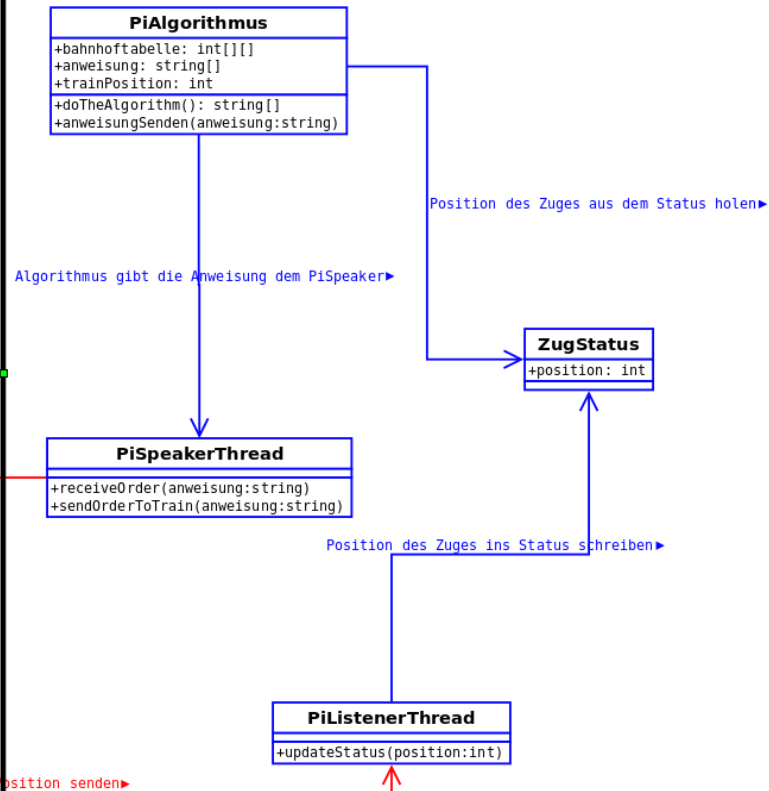 PiAlgorithmus
+bahnhoftabelle: int[][]
+anweisung: string[]
+trainPosition: int
+doTheAlgorithm(): string[]
+anweisungSenden(anweisung:string)
Position des Zuges aus dem Status holen►
Algorithmus gibt die Anweisung dem PiSpeaker►
ZugStatus
+position: int
PiSpeakerThread
+receiveOrder(anweisung:string)
+sendOrderToTrain(anweisung:string)
Position des Zuges ins Status schreiben►
PiListenerThread
+updateStatus(position:int)
senden►